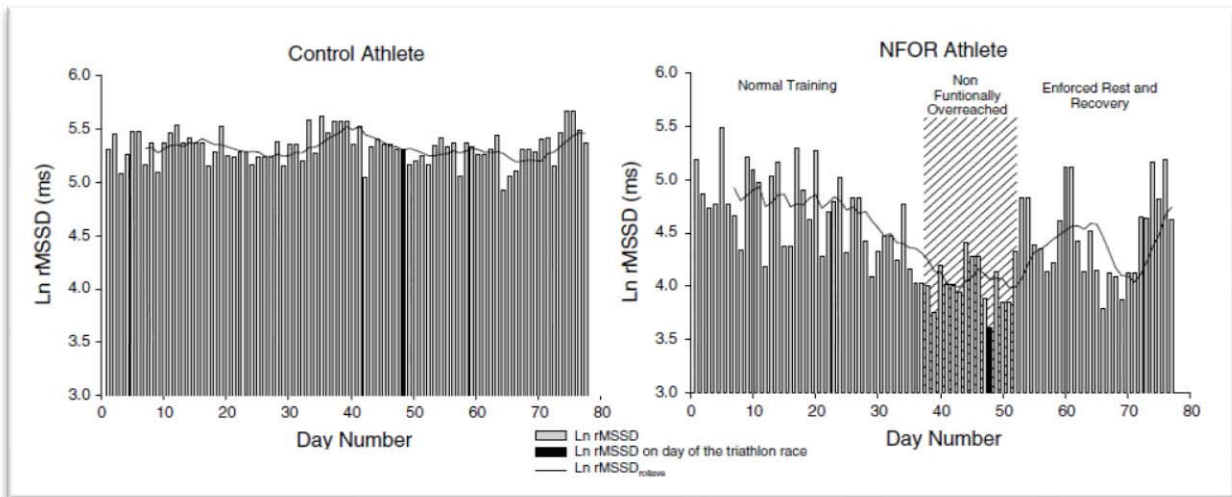 Control Athlete
6.0
5.5
5.0
4.5
4.0
3.5
3.0
Ln rMSSD (ms)
0 10 20 30 40 50 60 70 80
Day Number
NFOR Athlete
Normal Training
Non
Funtionally
Overreached
Enforced Rest and
Recovery
6.0
5.5
5.0
4.5
4.0
3.5
3.0
Ln rMSSD (ms)
0 10 20 30 40 50 60 70 80
Day Number
Ln rMSSD
Ln rMSSD on day of the triathlon race
Ln rMSSDrollave